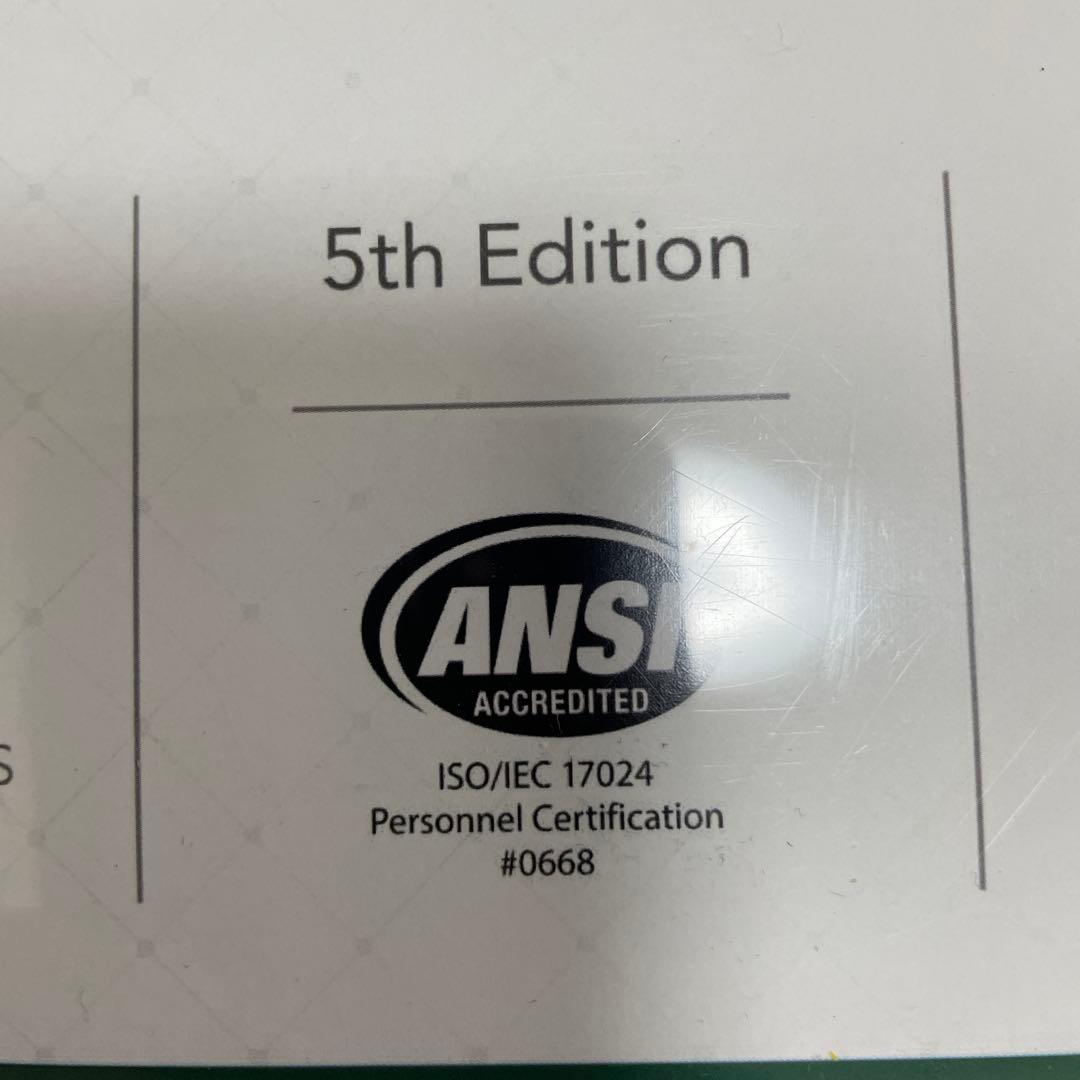 5th Edition
ANSI
ACCREDITED
S
ISO/IEC 17024
Personnel Certification
#0668